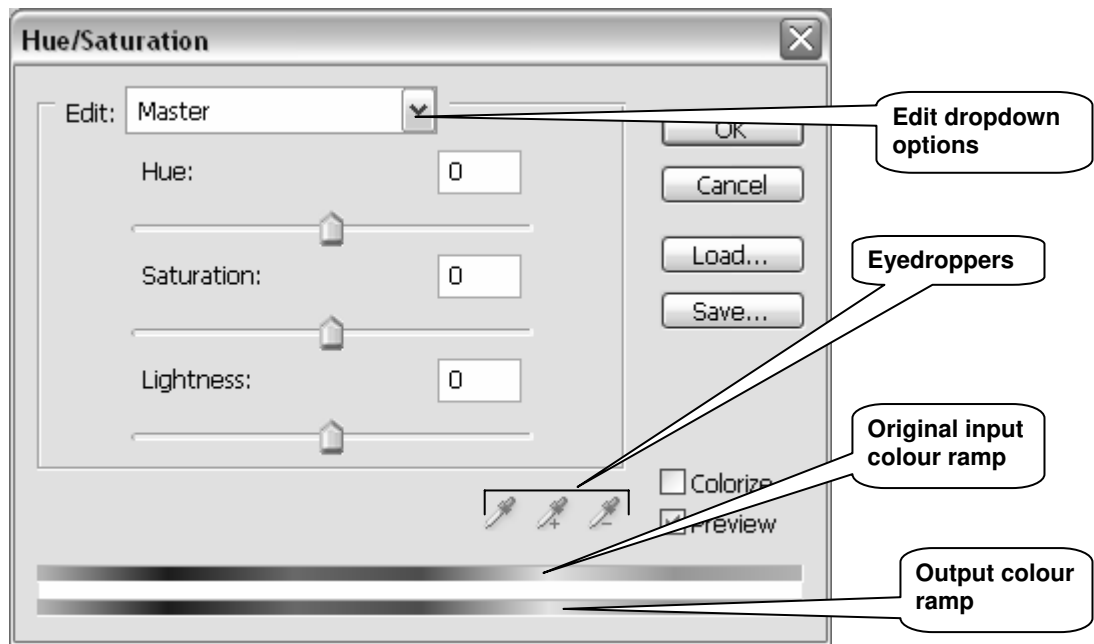 Hue/Saturation
Edit: Master
Edit dropdown
options
OK
Hue: 0
Cancel
Load...
Eyedroppers
Saturation: 0
Save...
Lightness: 0
Original input
colour ramp
Colorize
Preview
Output colour
ramp